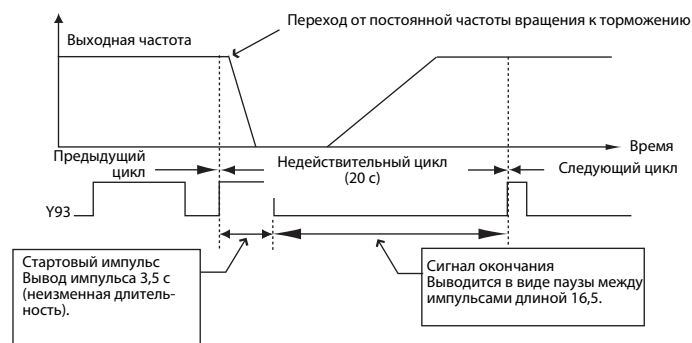 Переход от постоянной частоты вращения к торможению
Выходная частота
Время
Предыдущий
цикл
Недействительный цикл
(20 с)
Следующий цикл
Y93
Стартовый импульс
Вывод импульса 3,5 с
(неизменная длитель-
ность).
Сигнал окончания
Выводится в виде паузы между
импульсами длиной 16,5.